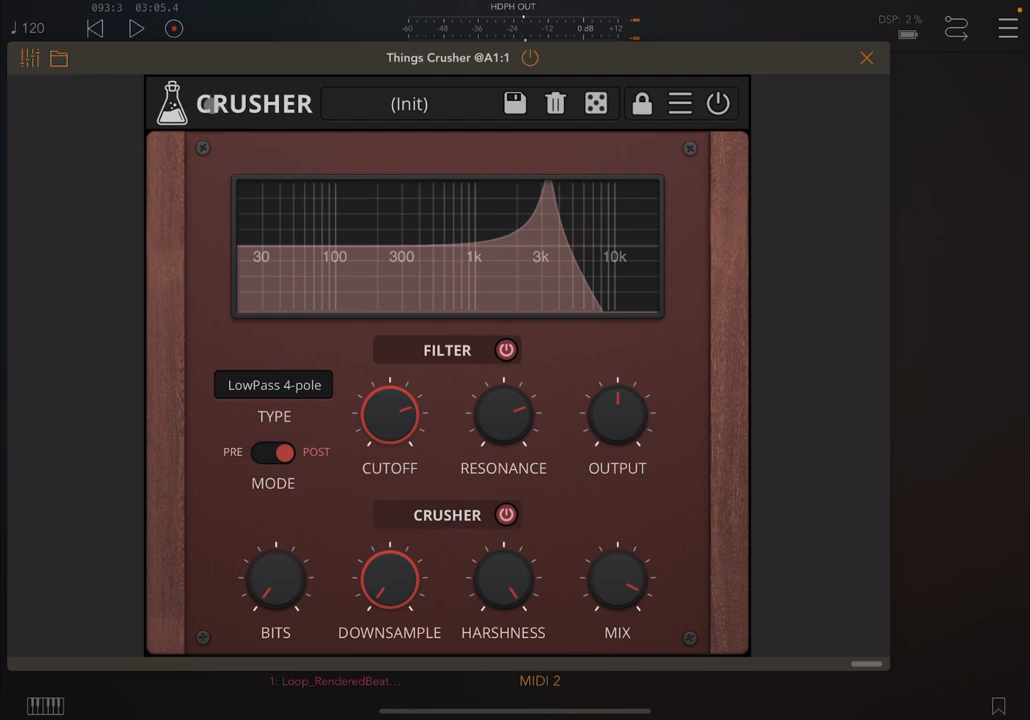 093:3 03:05.4
HDPH OUT
♩120
-60 -48 -36 -24 -12 0 dB +12
-∞
-∞
DSP: 2 %
Things Crusher @A1:1
CRUSHER
(Init)
30 100 300 1k 3k 10k
FILTER
LowPass 4-pole
TYPE
PRE POST
MODE
CUTOFF RESONANCE OUTPUT
CRUSHER
BITS DOWNSAMPLE HARSHNESS MIX
1: Loop_RenderedBeat...
MIDI 2